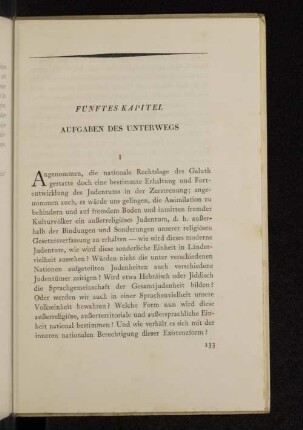 FÜNFTES KAPITEL
AUFGABEN DES UNTERWEGS
I
Angenommen, die nationale Rechtslage des Galuth
gestatte doch eine bestimmte Erhaltung und Fort-
entwicklung des Judentums in der Zerstreuung; ange-
nommen auch, es würde uns gelingen, die Assimilation zu
behindern und auf fremdem Boden und inmitten fremder
Kulturvölker ein außerreligiöses Judentum, d. h. außer-
halb der Bindungen und Sonderungen unserer religiösen
Gesetzesverfassung zu erhalten — wie wird dieses moderne
Judentum, wie wird diese sonderliche Einheit in Länder-
vielheit aussehen? Würden nicht die unter verschiedenen
Nationen aufgeteilten Judenheiten auch verschiedene
Judentümer zeitigen? Wird etwa Hebräisch oder Jiddisch
die Sprachgemeinschaft der Gesamtjudenheit bilden?
Oder werden wir auch in einer Sprachenvielheit unsere
Volkseinheit bewahren? Welche Form nun wird diese
außerreligiöse, außerterritoriale und außersprachliche Ein-
heit national bestimmen? Und wie verhält es sich mit der
inneren nationalen Berechtigung dieser Existenzform?
133